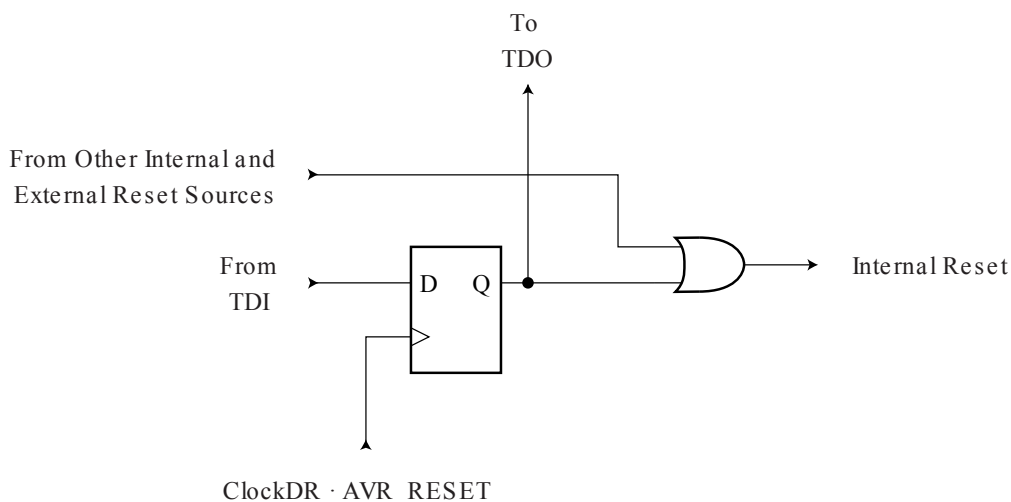 To
TDO
From Other Internal and
External Reset Sources
From
TDI
D Q
Internal Reset
ClockDR · AVR_RESET